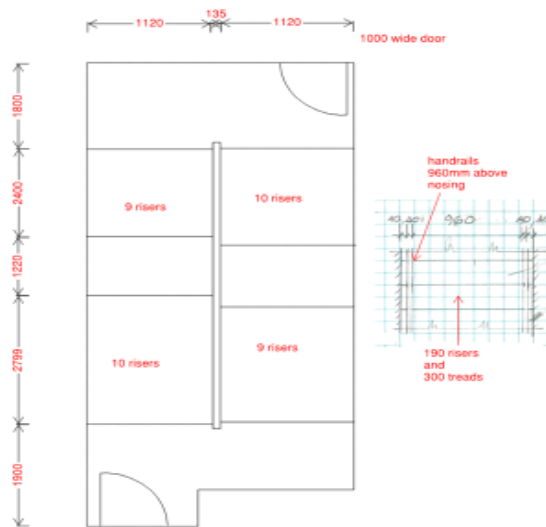 1120
135
1120
1000 wide door
1800
2400
1220
2799
1900
9 risers
10 risers
10 risers
9 risers
handrails
960mm above
nosing
960
190 risers
and
300 treads